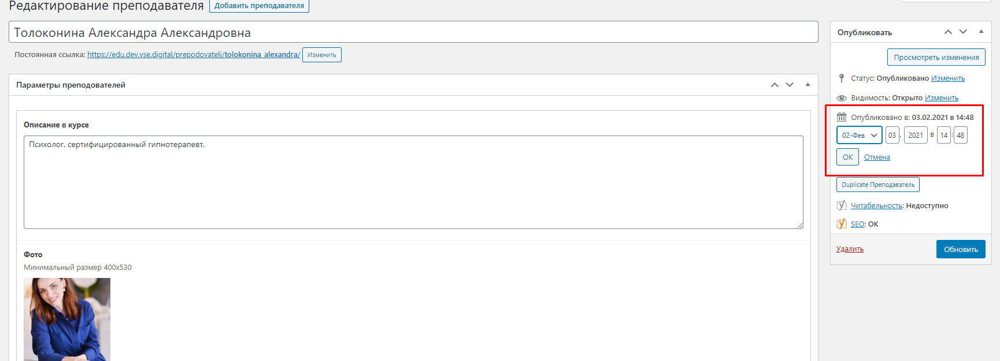 Редактирование преподавателя Добавить преподавателя
Толоконина Александра Александровна
Постоянная ссылка: https://edu.dev.vse.digital/prepodovateli/tolokonina_alexandra/ Изменить
Параметры преподователей
Описание в курсе
Психолог, сертифицированный гипнотерапевт.
Фото
Минимальный размер 400x530
Опубликовать
Просмотреть изменения
Статус: Опубликовано Изменить
Видимость: Открыто Изменить
Опубликовано в: 03.02.2021 в 14:48
02-Фев 03, 2021 в 14 : 48
ОК Отмена
Duplicate Преподаватель
Читабельность: Недоступно
SEO: OK
Удалить Обновить